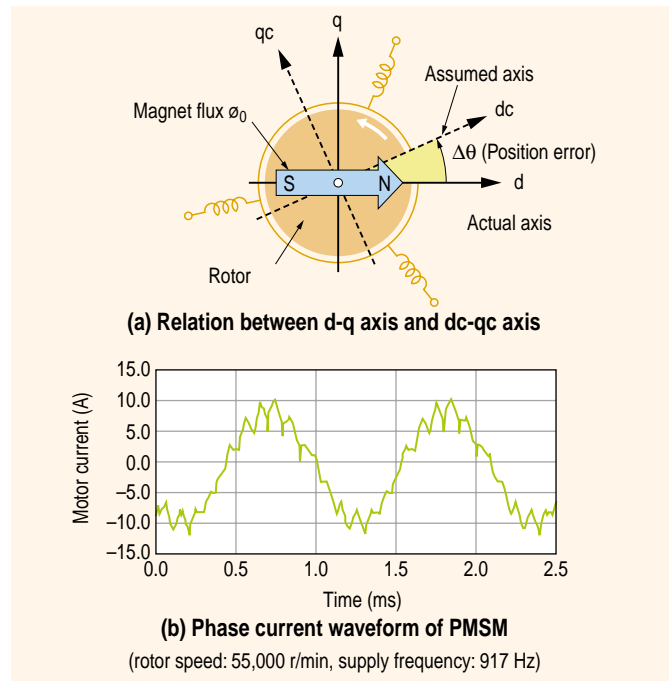 q
qc
Assumed axis
Magnet flux ø₀
dc
Δθ (Position error)
S
N
d
Actual axis
Rotor
(a) Relation between d-q axis and dc-qc axis
15.0
10.0
5.0
0.0
–5.0
–10.0
–15.0
Motor current (A)
0.0 0.5 1.0 1.5 2.0 2.5
Time (ms)
(b) Phase current waveform of PMSM
(rotor speed: 55,000 r/min, supply frequency: 917 Hz)